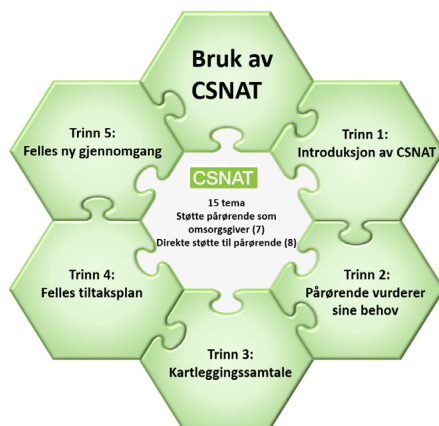 Bruk av
CSNAT
Trinn 1:
Introduksjon av CSNAT
Trinn 2:
Pårørende vurderer
sine behov
Trinn 3:
Kartleggingssamtale
Trinn 4:
Felles tiltaksplan
Trinn 5:
Felles ny gjennomgang
CSNAT
15 tema
Støtte pårørende som
omsorgsgiver (7)
Direkte støtte til pårørende (8)